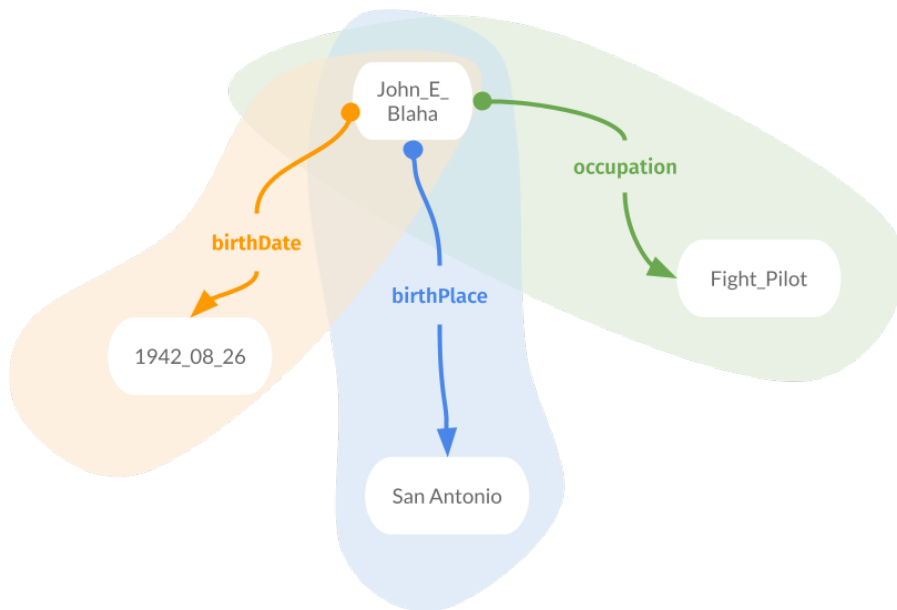 John_E_
Blaha
occupation
birthDate
Fight_Pilot
birthPlace
1942_08_26
San Antonio